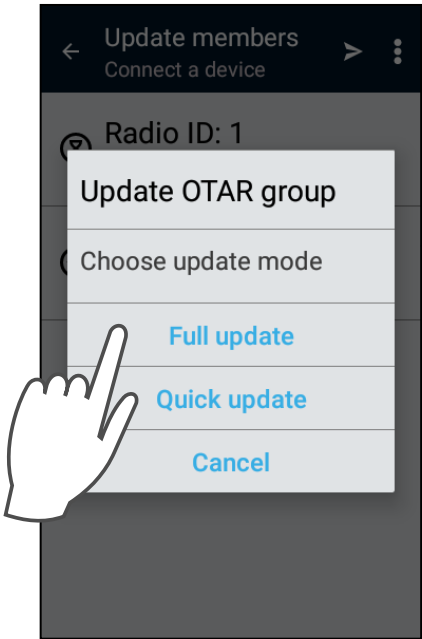 Update members
Connect a device
Radio ID: 1
Update OTAR group
Choose update mode
Full update
Quick update
Cancel